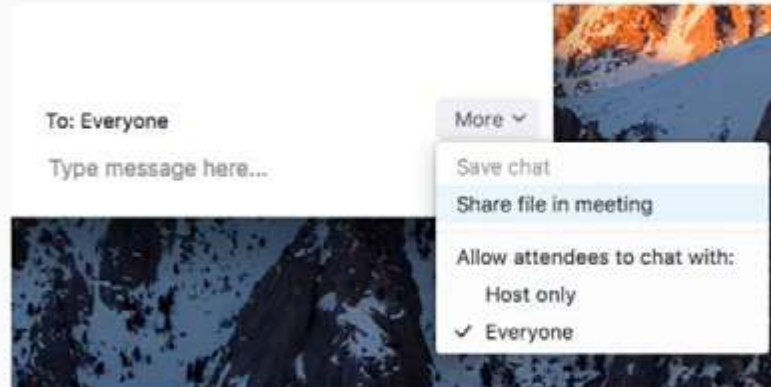 To: Everyone
More
Type message here...
Save chat
Share file in meeting
Allow attendees to chat with:
Host only
Everyone